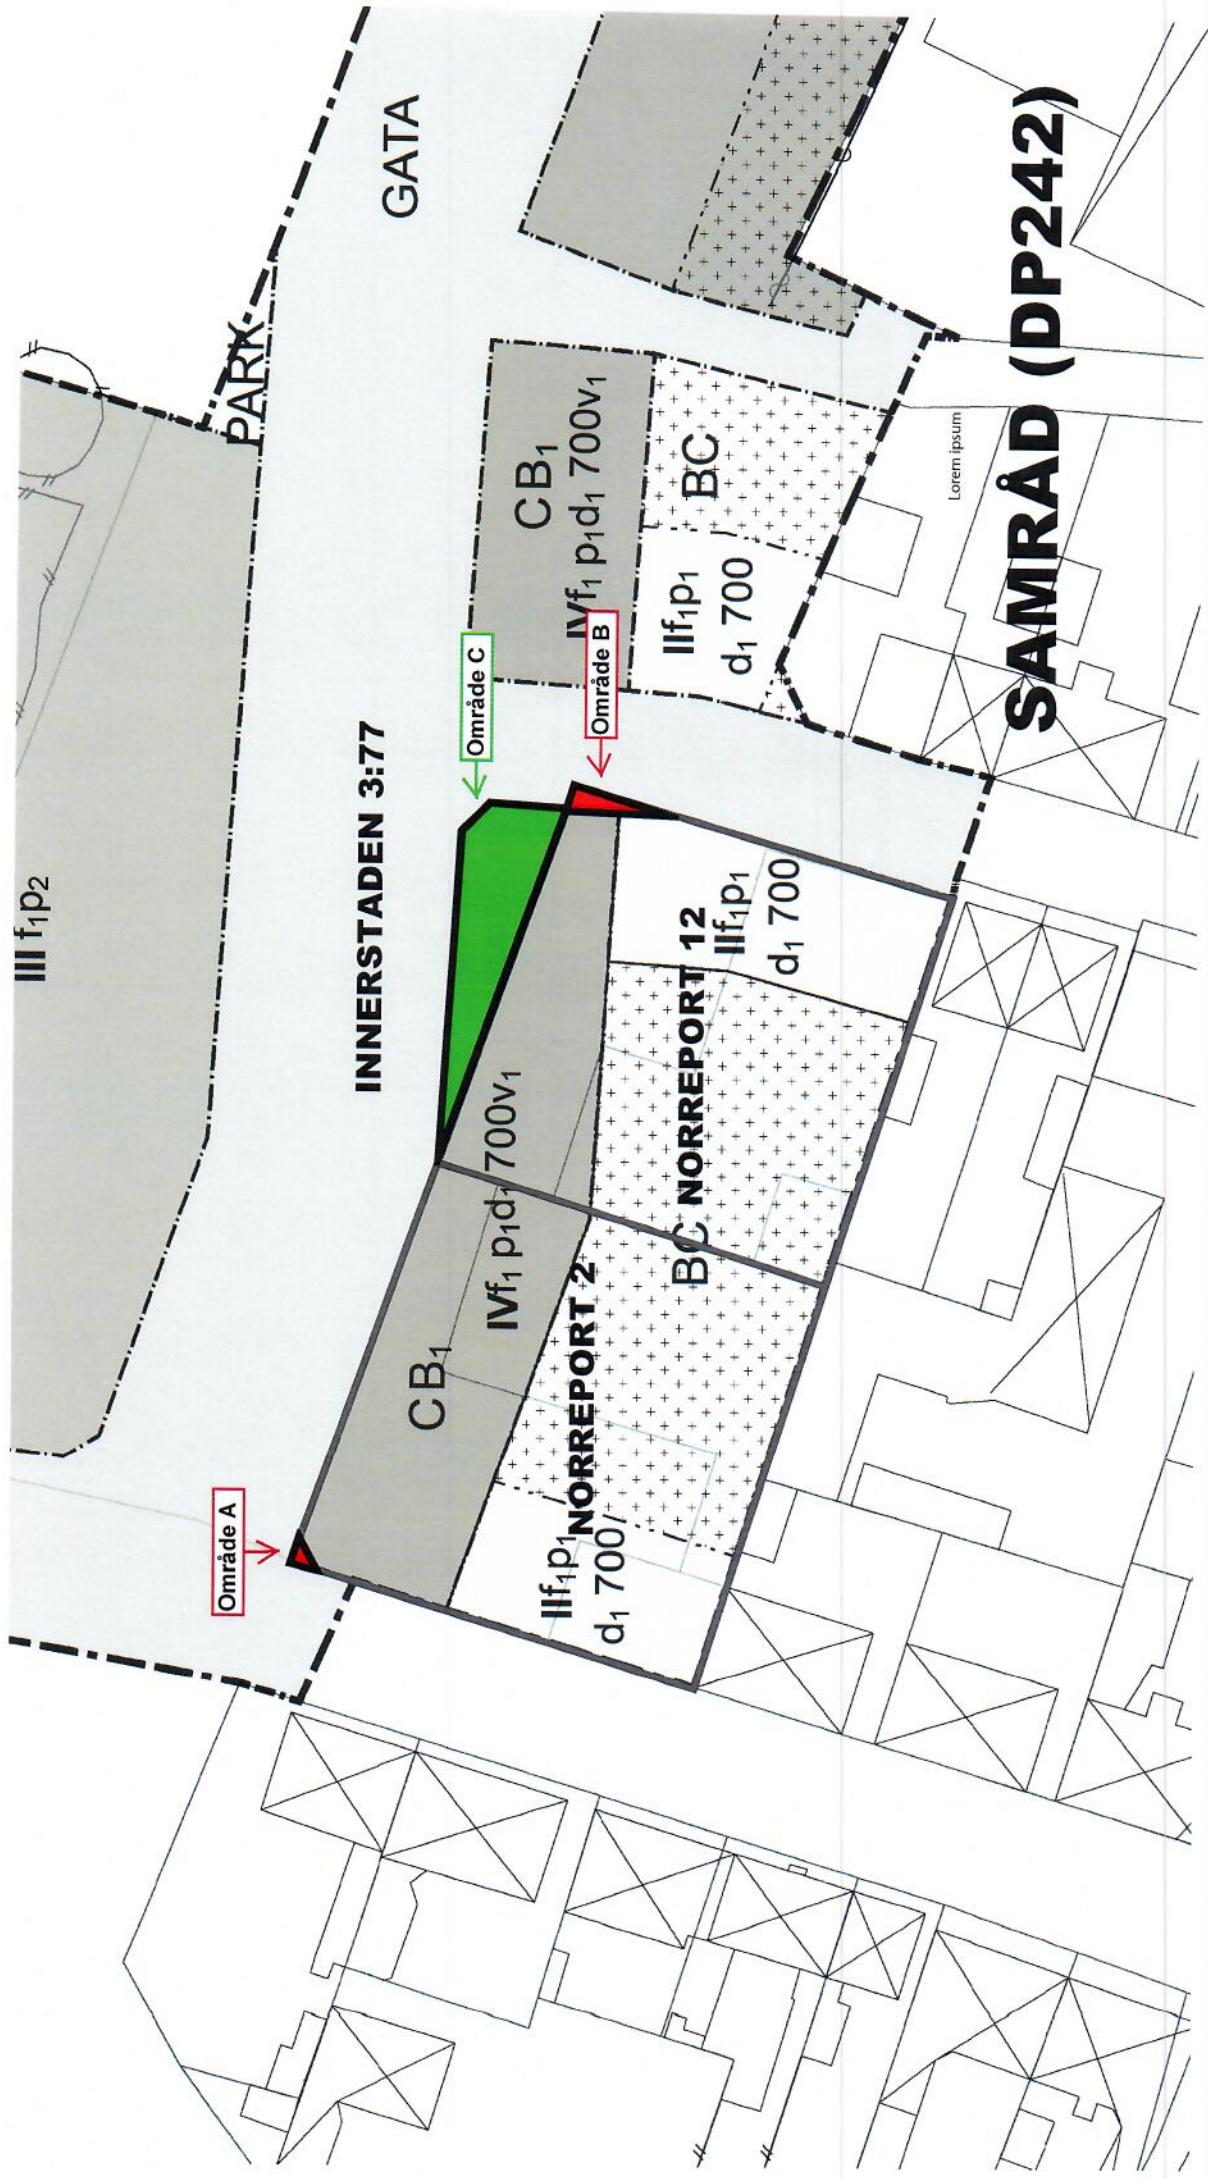 III f₁p₂
PARK
GATA
INNERSTADEN 3:77
Område A
Område C
Område B
CB₁
IVf₁ p₁d₁ 700v₁
CB₁
IVf₁ p₁d₁ 700v₁
BC
IIf₁p₁
d₁ 700
IIf₁p₁
d₁ 700
NORREPORT 2
BC
NORREPORT 12
IIf₁p₁
d₁ 700
Lorem ipsum
SAMRÅD (DP242)